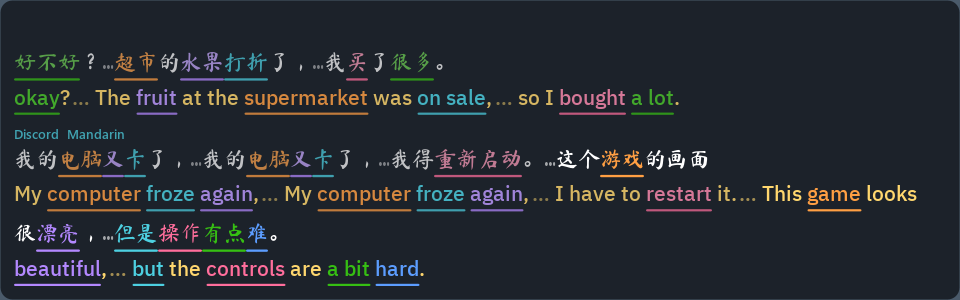 好不好？…超市的水果打折了，…我买了很多。
okay?... The fruit at the supermarket was on sale, ... so I bought a lot.
Discord Mandarin
我的电脑又卡了，…我的电脑又卡了，…我得重新启动。…这个游戏的画面
My computer froze again,... My computer froze again, ... I have to restart it. ... This game looks
很漂亮，…但是操作有点难。
beautiful,... but the controls are a bit hard.